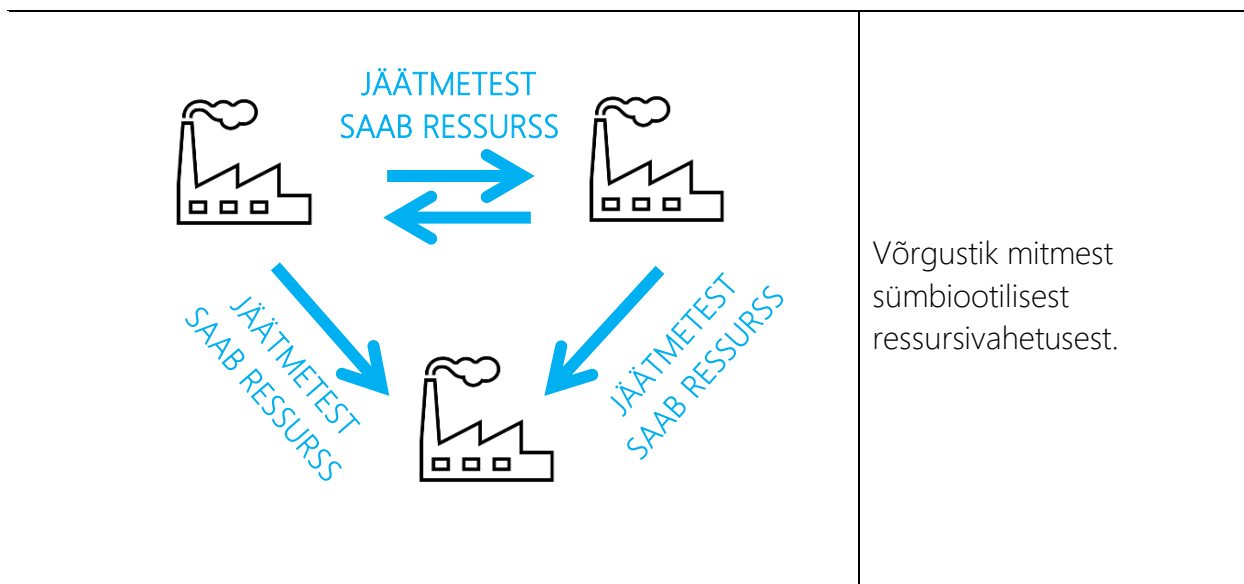 JÄÄTMETEST
SAAB RESSURSS
JÄÄTMETEST
SAAB RESSURSS
JÄÄTMETEST
SAAB RESSURSS
Võrgustik mitmest
sümbiootilisest
ressursivahetusest.